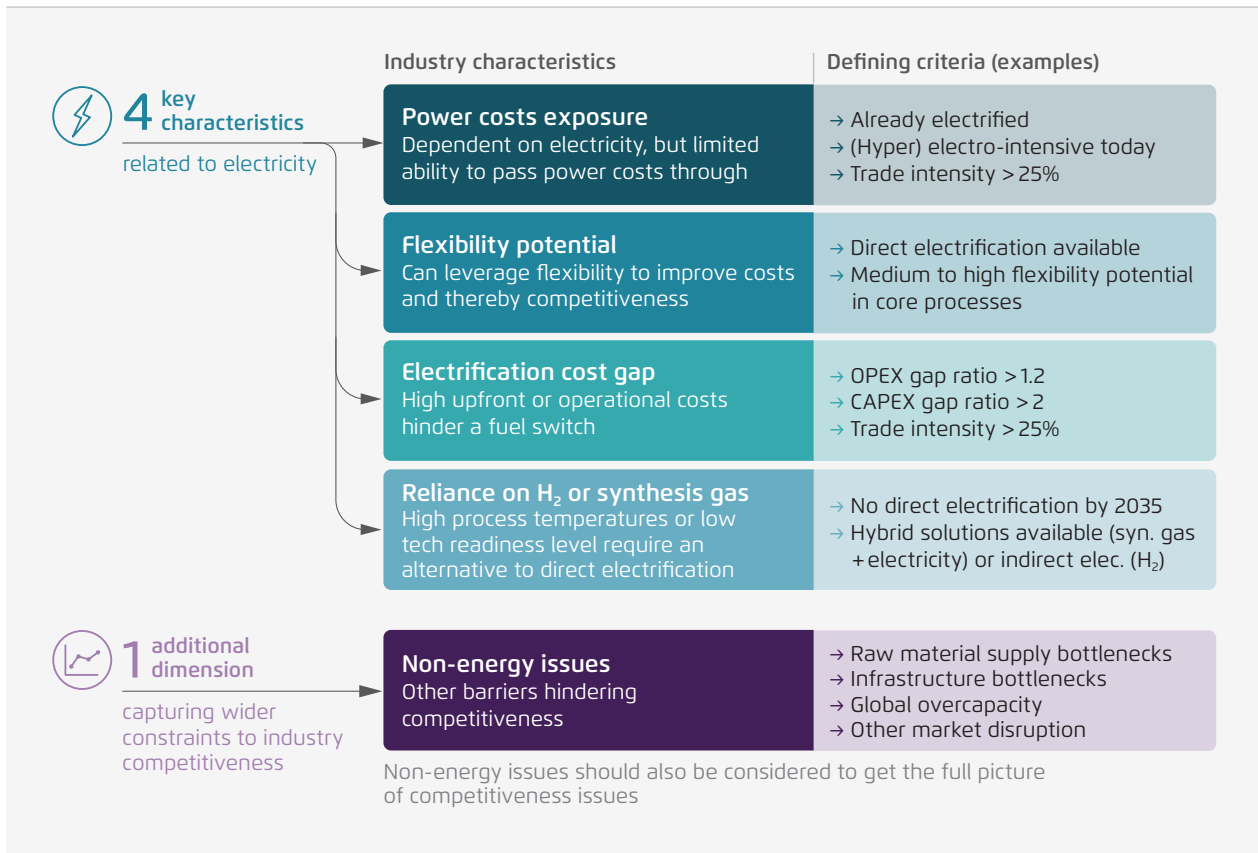 Industry characteristics
Defining criteria (examples)
4 key
characteristics
related to electricity
Power costs exposure
Dependent on electricity, but limited
ability to pass power costs through
→ Already electrified
→ (Hyper) electro-intensive today
→ Trade intensity > 25%
Flexibility potential
Can leverage flexibility to improve costs
and thereby competitiveness
→ Direct electrification available
→ Medium to high flexibility potential
in core processes
Electrification cost gap
High upfront or operational costs
hinder a fuel switch
→ OPEX gap ratio > 1.2
→ CAPEX gap ratio > 2
→ Trade intensity > 25%
Reliance on H₂ or synthesis gas
High process temperatures or low
tech readiness level require an
alternative to direct electrification
→ No direct electrification by 2035
→ Hybrid solutions available (syn. gas
+ electricity) or indirect elec. (H₂)
1 additional
dimension
capturing wider
constraints to industry
competitiveness
Non-energy issues
Other barriers hindering
competitiveness
→ Raw material supply bottlenecks
→ Infrastructure bottlenecks
→ Global overcapacity
→ Other market disruption
Non-energy issues should also be considered to get the full picture
of competitiveness issues